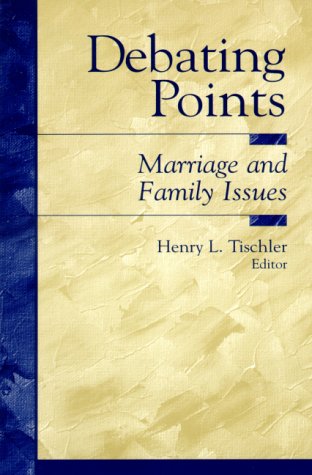 Debating
Points
Marriage and
Family Issues
Henry L. Tischler
Editor